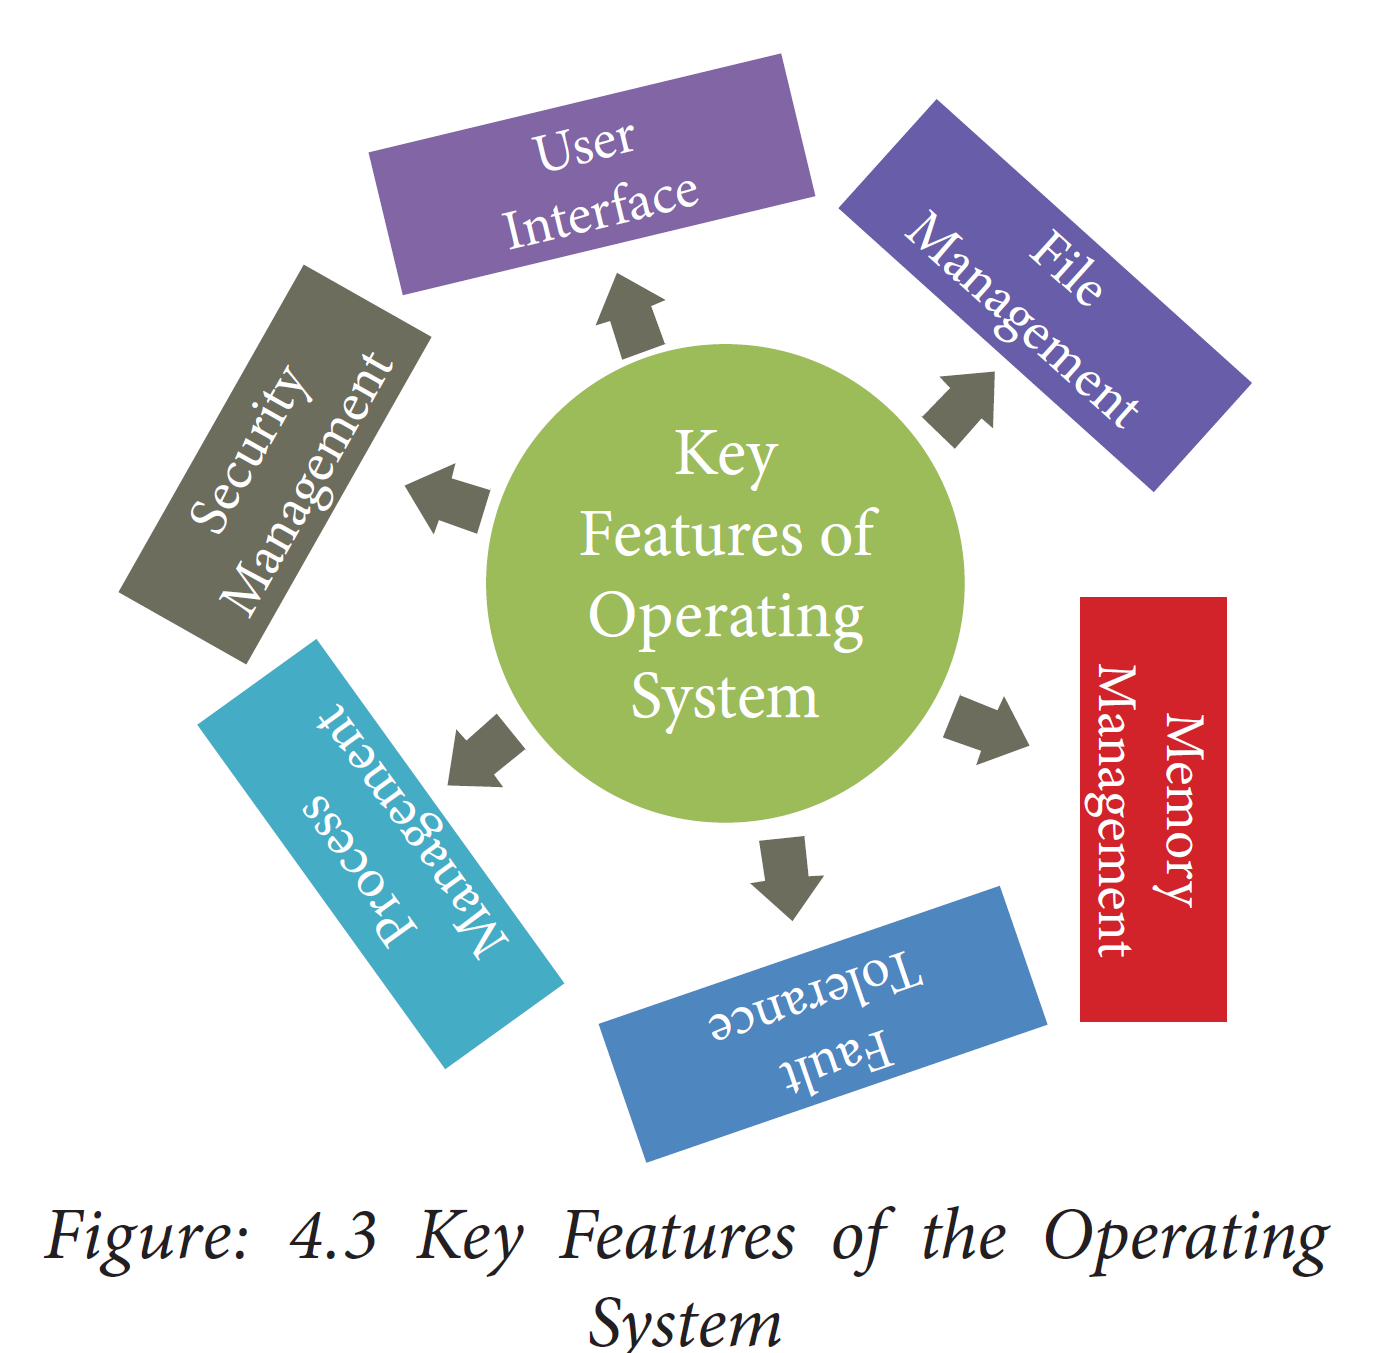 User
Interface
File
Management
Memory
Management
Fault
Tolerance
Process
Management
Security
Management
Key
Features of
Operating
System
Figure: 4.3 Key Features of the Operating
System